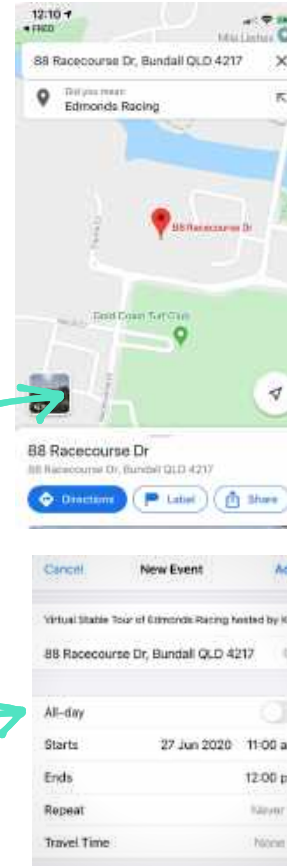 12:10
88 Racecourse Dr, Bundall QLD 4217
Did you mean
Edmonds Racing
88 Racecourse Dr
Gold Coast Turf Club
88 Racecourse Dr
88 Racecourse Dr, Bundall QLD 4217
Directions
Label
Share
Cancel New Event
Virtual Stable Tour of Edmonds Racing hosted by
88 Racecourse Dr, Bundall QLD 4217
All-day
Starts 27 Jun 2020 11:00
Ends 12:00
Repeat Never
Travel Time None